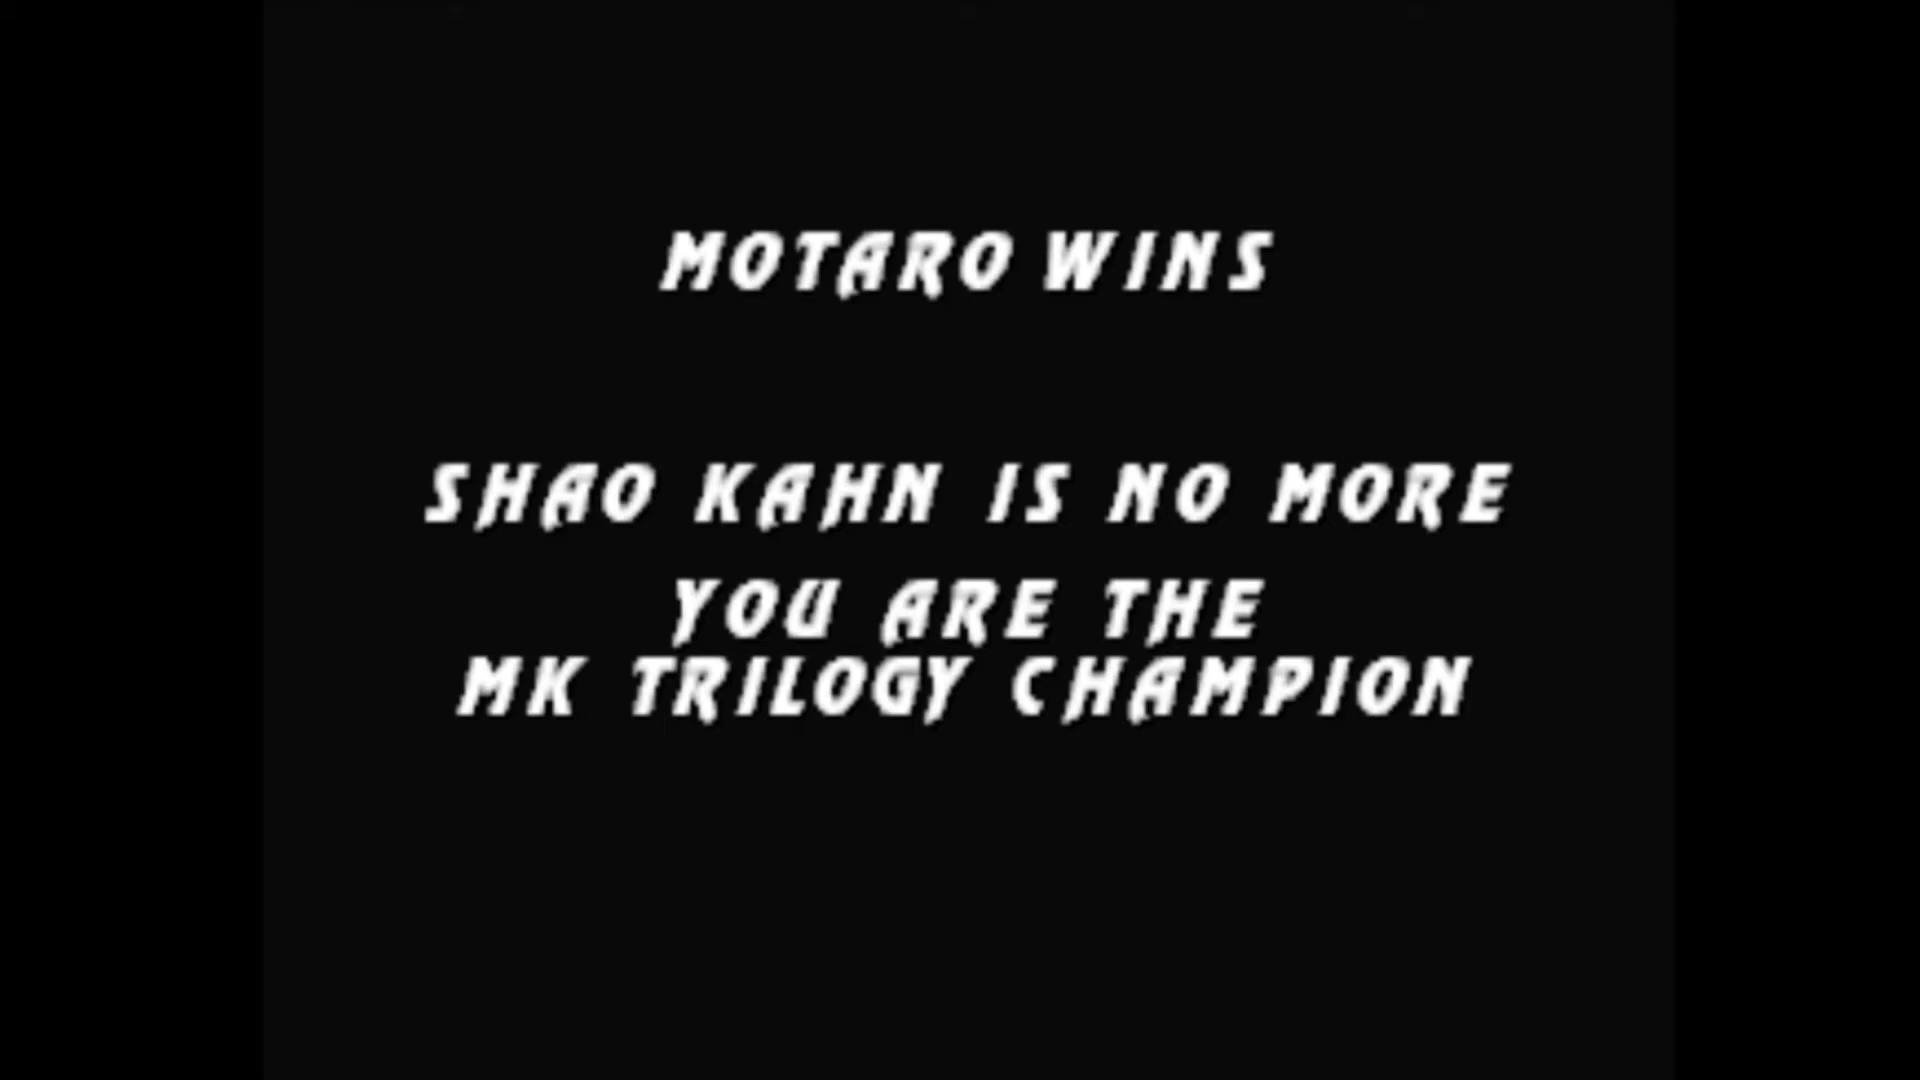 MOTARO WINS
SHAO KAHN IS NO MORE
YOU ARE THE
MK TRILOGY CHAMPION